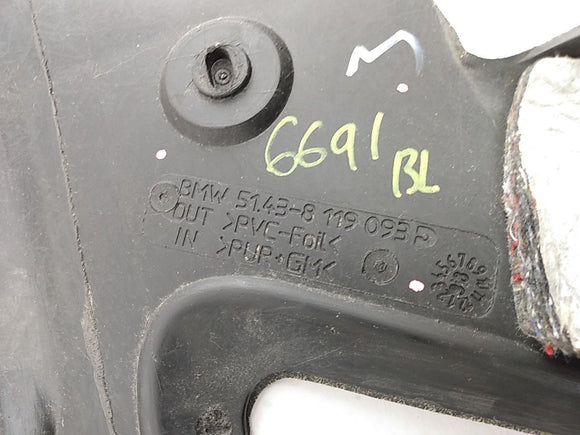 M
6691
BL
BMW 51.43-8 119 093 P
OUT >PVC-Foil<
IN >PUR+GM<